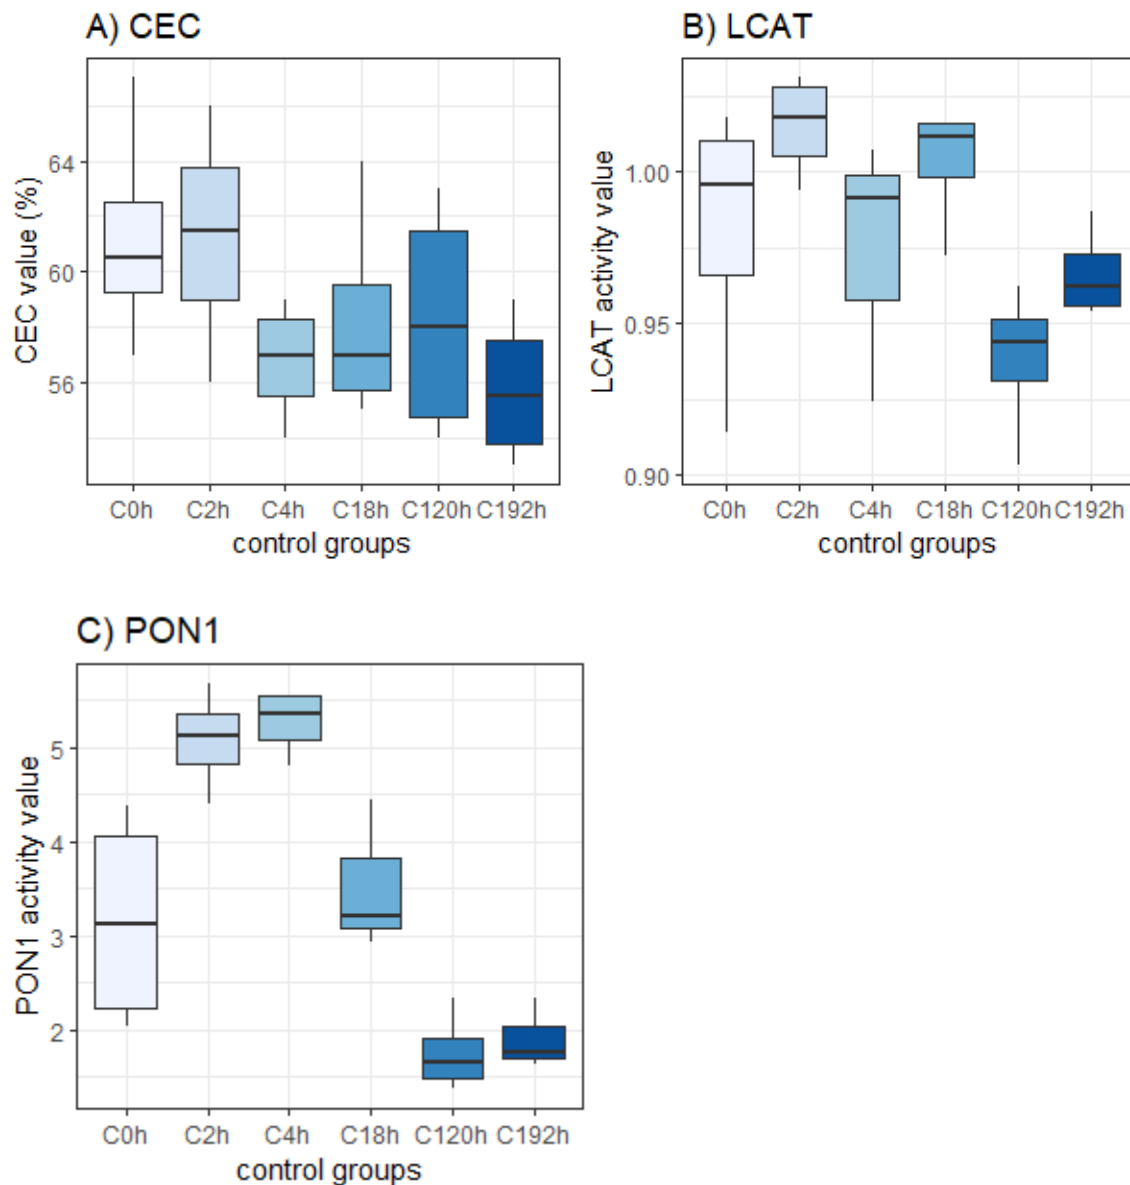 A) CEC
CEC value (%)
64
60
56
C0h C2h C4h C18h C120h C192h
control groups
B) LCAT
LCAT activity value
1.00
0.95
0.90
C0h C2h C4h C18h C120h C192h
control groups
C) PON1
PON1 activity value
5
4
3
2
C0h C2h C4h C18h C120h C192h
control groups